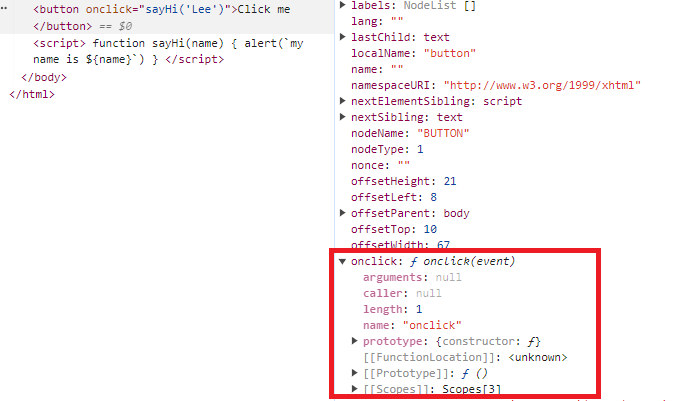 <button onclick="sayHi('Lee')">Click me
</button> == $0
<script> function sayHi(name) { alert(`my
name is ${name}`) } </script>
</body>
</html>
labels: NodeList []
lang: ""
lastChild: text
localName: "button"
name: ""
namespaceURI: "http://www.w3.org/1999/xhtml"
nextElementSibling: script
nextSibling: text
nodeName: "BUTTON"
nodeType: 1
nonce: ""
offsetHeight: 21
offsetLeft: 8
offsetParent: body
offsetTop: 10
offsetWidth: 67
onclick: ƒ onclick(event)
arguments: null
caller: null
length: 1
name: "onclick"
prototype: {constructor: ƒ}
[[FunctionLocation]]: <unknown>
[[Prototype]]: ƒ ()
[[Scopes]]: Scopes[3]